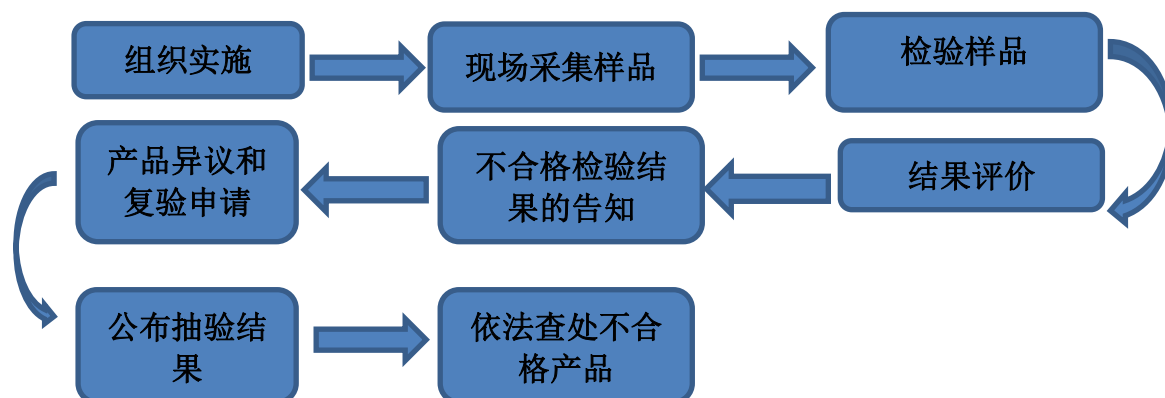 组织实施
现场采集样品
检验样品
结果评价
不合格检验结
果的告知
产品异议和
复验申请
公布抽验结
果
依法查处不合
格产品